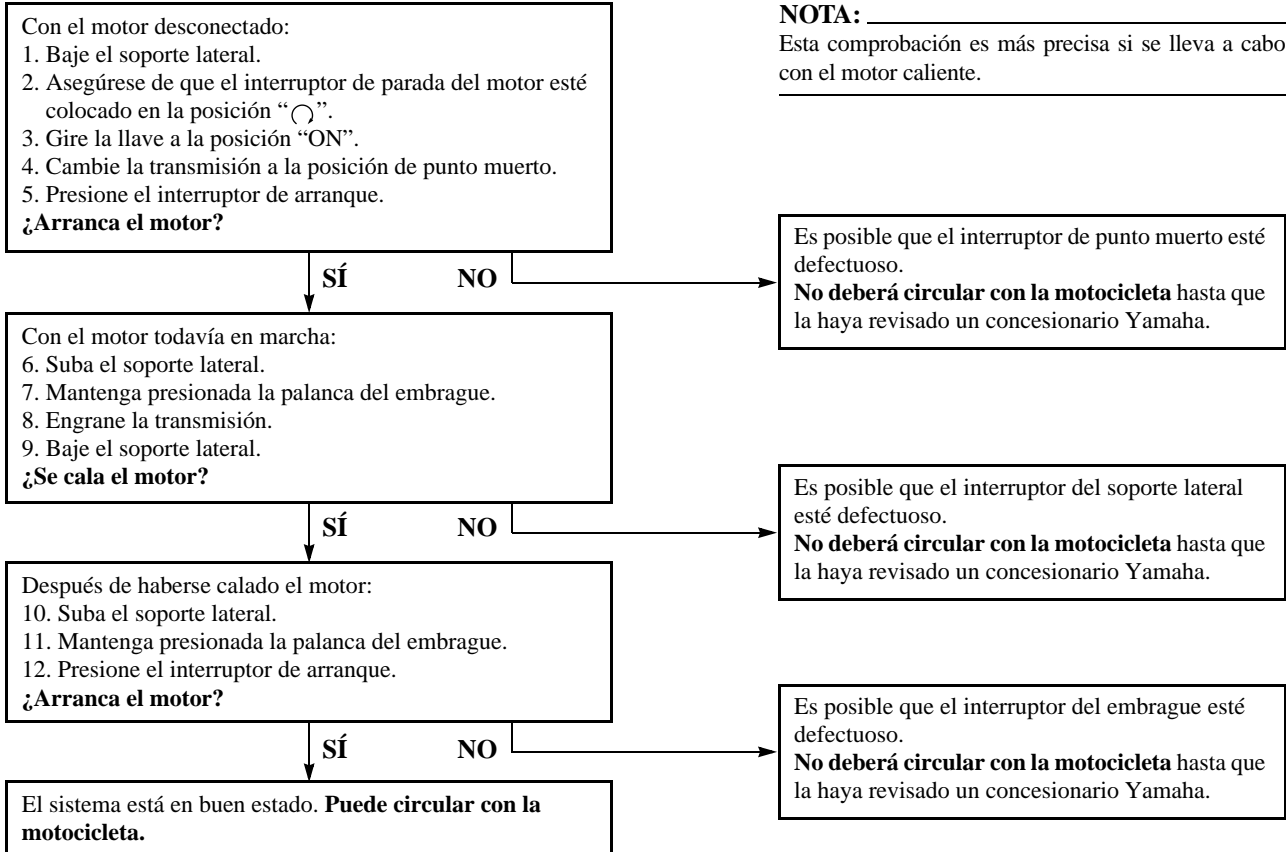 Con el motor desconectado:
1. Baje el soporte lateral.
2. Asegúrese de que el interruptor de parada del motor esté
colocado en la posición “ ”.
3. Gire la llave a la posición “ON”.
4. Cambie la transmisión a la posición de punto muerto.
5. Presione el interruptor de arranque.
¿Arranca el motor?
NOTA:
Esta comprobación es más precisa si se lleva a cabo
con el motor caliente.
SÍ NO
Es posible que el interruptor de punto muerto esté
defectuoso.
No deberá circular con la motocicleta hasta que
la haya revisado un concesionario Yamaha.
Con el motor todavía en marcha:
6. Suba el soporte lateral.
7. Mantenga presionada la palanca del embrague.
8. Engrane la transmisión.
9. Baje el soporte lateral.
¿Se cala el motor?
SÍ NO
Es posible que el interruptor del soporte lateral
esté defectuoso.
No deberá circular con la motocicleta hasta que
la haya revisado un concesionario Yamaha.
Después de haberse calado el motor:
10. Suba el soporte lateral.
11. Mantenga presionada la palanca del embrague.
12. Presione el interruptor de arranque.
¿Arranca el motor?
SÍ NO
Es posible que el interruptor del embrague esté
defectuoso.
No deberá circular con la motocicleta hasta que
la haya revisado un concesionario Yamaha.
El sistema está en buen estado. Puede circular con la
motocicleta.